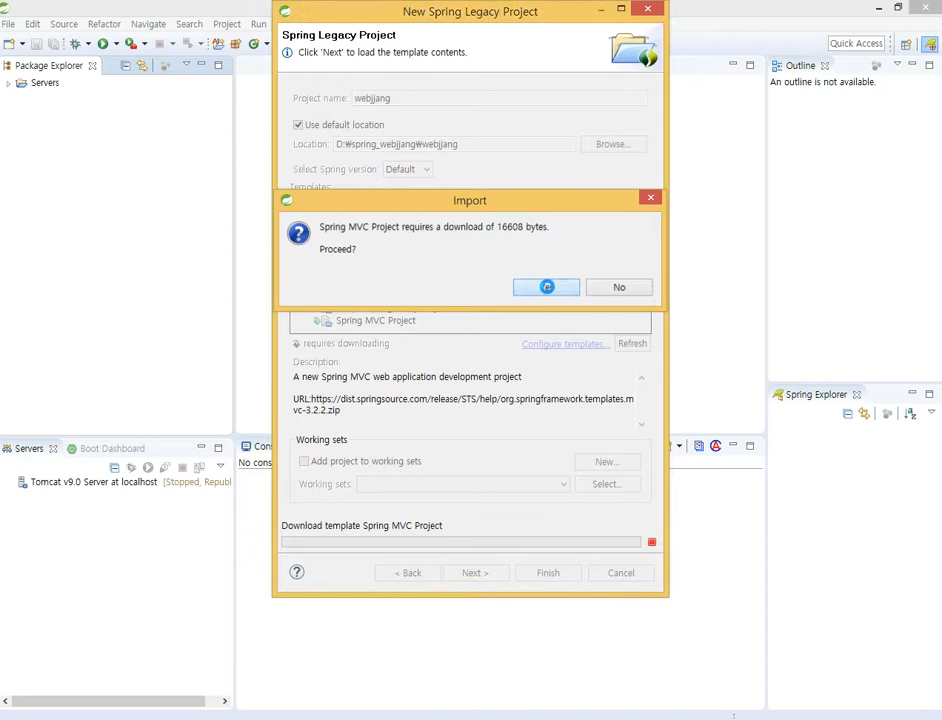 New Spring Legacy Project
File Edit Source Refactor Navigate Search Project Run
Spring Legacy Project
Click 'Next' to load the template contents.
Quick Access
Package Explorer
Servers
Outline
An outline is not available.
Project name: webjjang
Use default location
Location: D:￦spring_webjjang￦webjjang Browse...
Select Spring version: Default
Templates:
Import
Spring MVC Project requires a download of 16608 bytes.
Proceed?
No
Spring MVC Project
requires downloading Configure templates... Refresh
Description:
A new Spring MVC web application development project
URL:https://dist.springsource.com/release/STS/help/org.springframework.templates.m
vc-3.2.2.zip
Spring Explorer
Working sets
Add project to working sets New...
Working sets: Select...
Servers Boot Dashboard
Tomcat v9.0 Server at localhost [Stopped, Republ
Cons
No cons
Download template Spring MVC Project
< Back Next > Finish Cancel